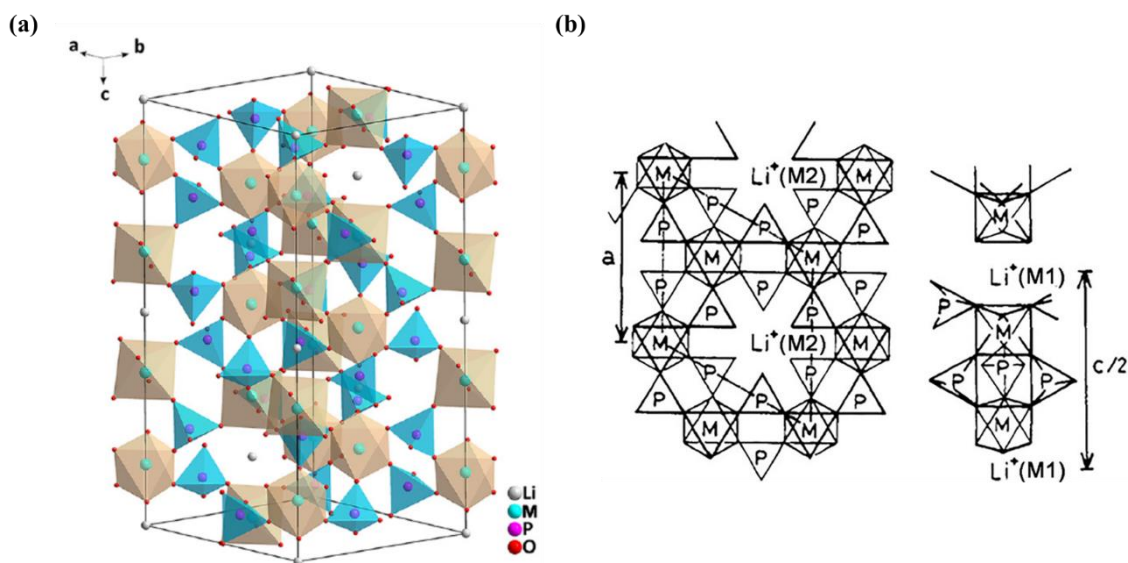 (a)
a b
c
Li
M
P
O
(b)
M Li⁺(M2) M
P P
P P P
a M M
P P P
P P
M Li⁺(M2) M
P P
P P P
M M
P
M
Li⁺(M1)
P
M
P P P
M
Li⁺(M1)
c/2